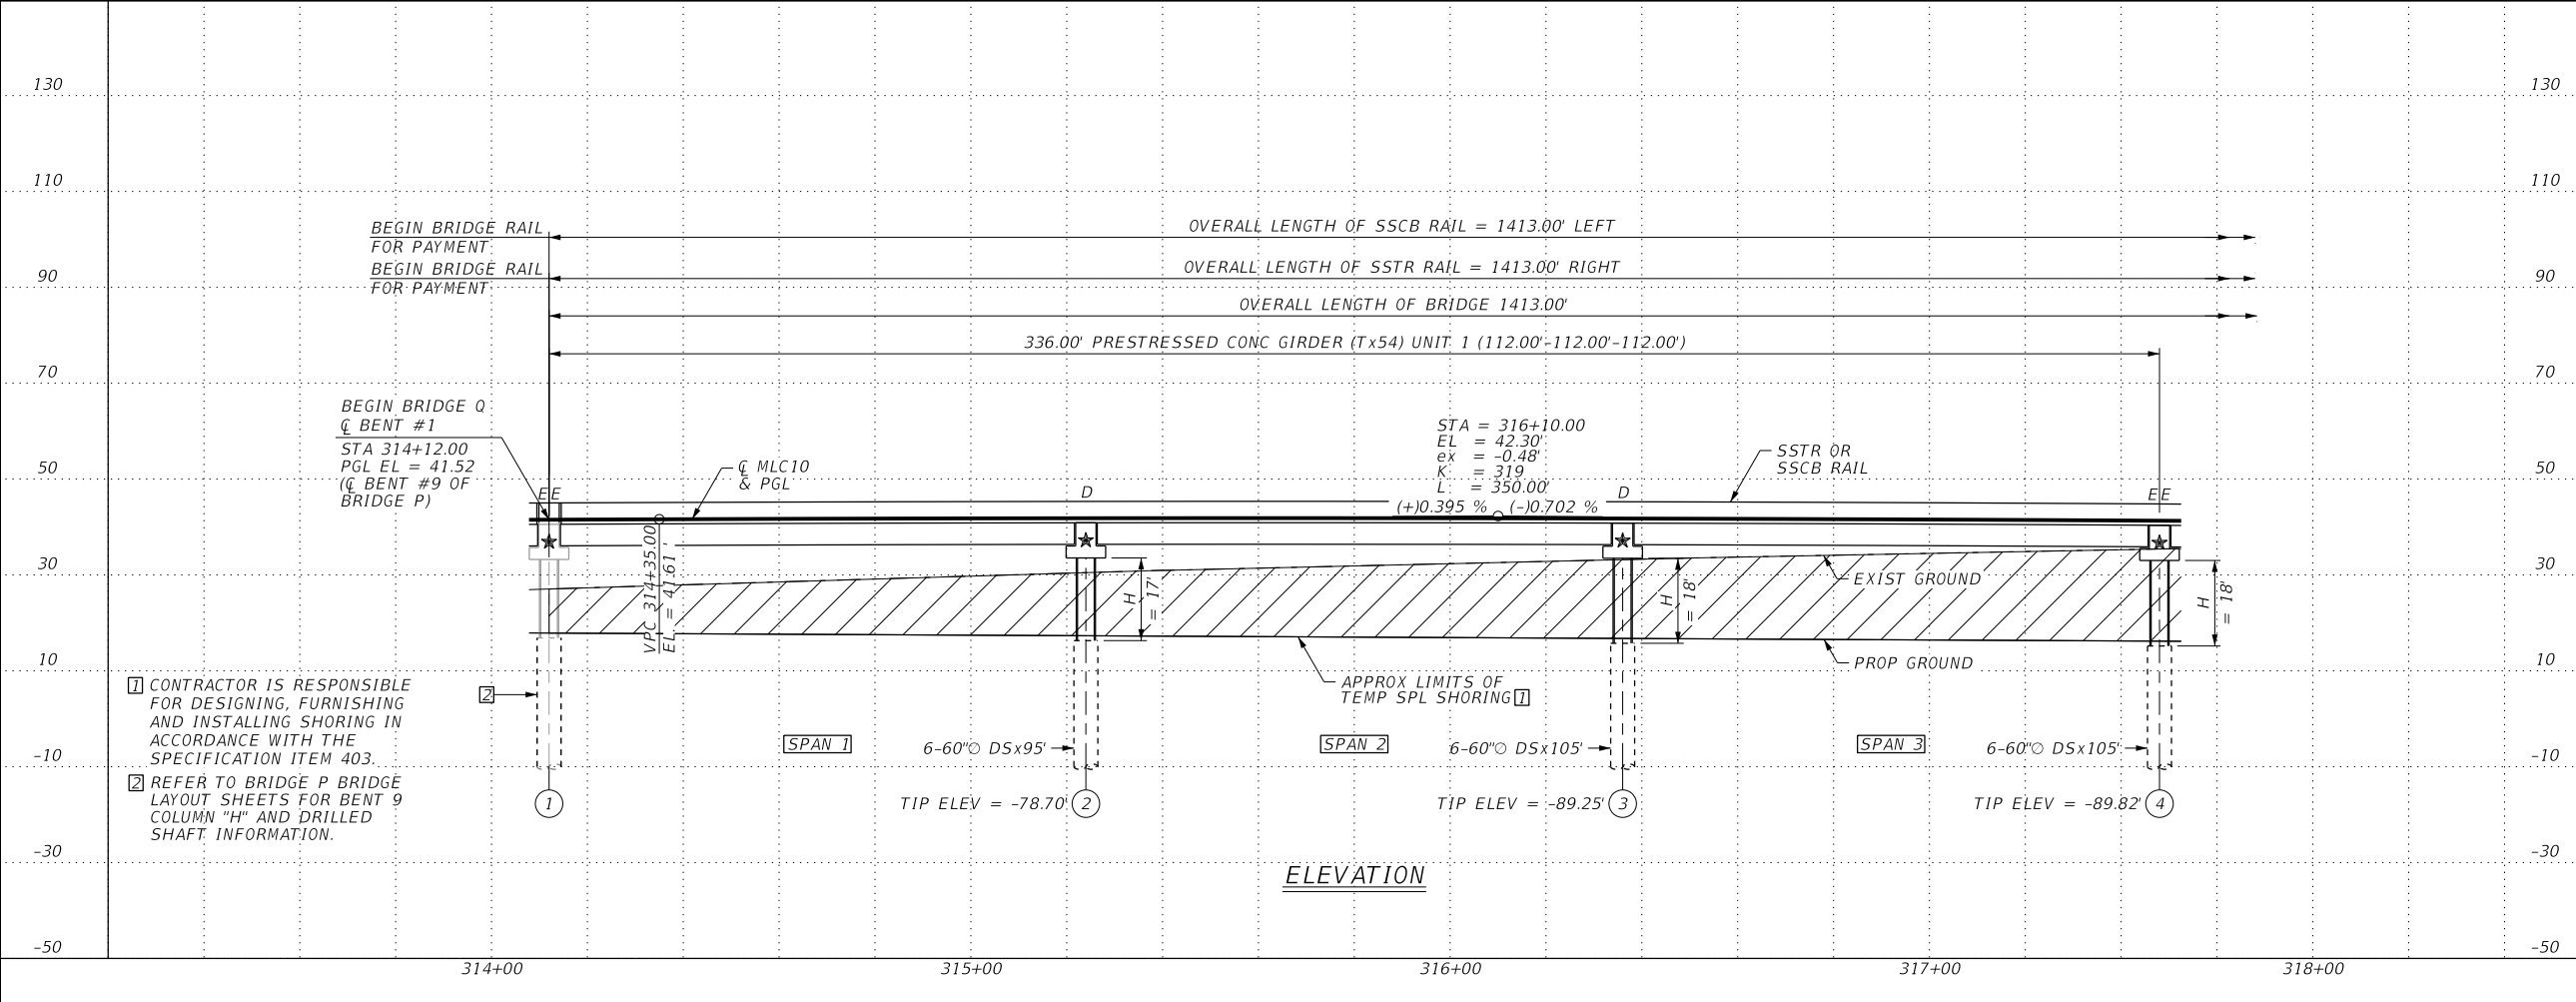 130
130
110
110
BEGIN BRIDGE RAIL
FOR PAYMENT
OVERALL LENGTH OF SSCB RAIL = 1413.00' LEFT
BEGIN BRIDGE RAIL
FOR PAYMENT
OVERALL LENGTH OF SSTR RAIL = 1413.00' RIGHT
90
90
OVERALL LENGTH OF BRIDGE 1413.00'
336.00' PRESTRESSED CONC GIRDER (Tx54) UNIT 1 (112.00'-112.00'-112.00')
70
70
BEGIN BRIDGE Q
℄ BENT #1
STA 314+12.00
PGL EL = 41.52
(℄ BENT #9 OF
BRIDGE P)
℄ MLC10
& PGL
STA = 316+10.00
EL = 42.30'
ex = -0.48'
K = 319
L = 350.00'
(+)0.395 % (-)0.702 %
SSTR OR
SSCB RAIL
50
50
E E
D
D
E E
VPC 314+35.00
EL. = 41.61'
30
30
H = 17'
H = 18'
H = 18'
EXIST GROUND
PROP GROUND
10
10
APPROX LIMITS OF
TEMP SPL SHORING 1
1 CONTRACTOR IS RESPONSIBLE
FOR DESIGNING, FURNISHING
AND INSTALLING SHORING IN
ACCORDANCE WITH THE
SPECIFICATION ITEM 403.
2 REFER TO BRIDGE P BRIDGE
LAYOUT SHEETS FOR BENT 9
COLUMN "H" AND DRILLED
SHAFT INFORMATION.
2
SPAN 1
6-60"∅ DSx95'
SPAN 2
6-60"∅ DSx105'
SPAN 3
6-60"∅ DSx105'
-10
-10
1
TIP ELEV = -78.70'
2
TIP ELEV = -89.25'
3
TIP ELEV = -89.82'
4
-30
-30
ELEVATION
-50
-50
314+00
315+00
316+00
317+00
318+00